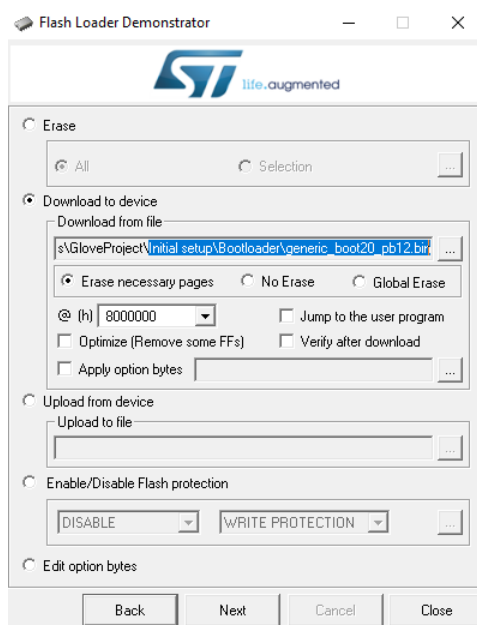 Flash Loader Demonstrator
ST life.augmented
Erase
All Selection ...
Download to device
Download from file
s\GloveProject\Initial setup\Bootloader\generic_boot20_pb12.bin ...
Erase necessary pages No Erase Global Erase
@ (h) 8000000 Jump to the user program
Optimize (Remove some FFs) Verify after download
Apply option bytes ...
Upload from device
Upload to file
...
Enable/Disable Flash protection
DISABLE WRITE PROTECTION ...
Edit option bytes
Back Next Cancel Close